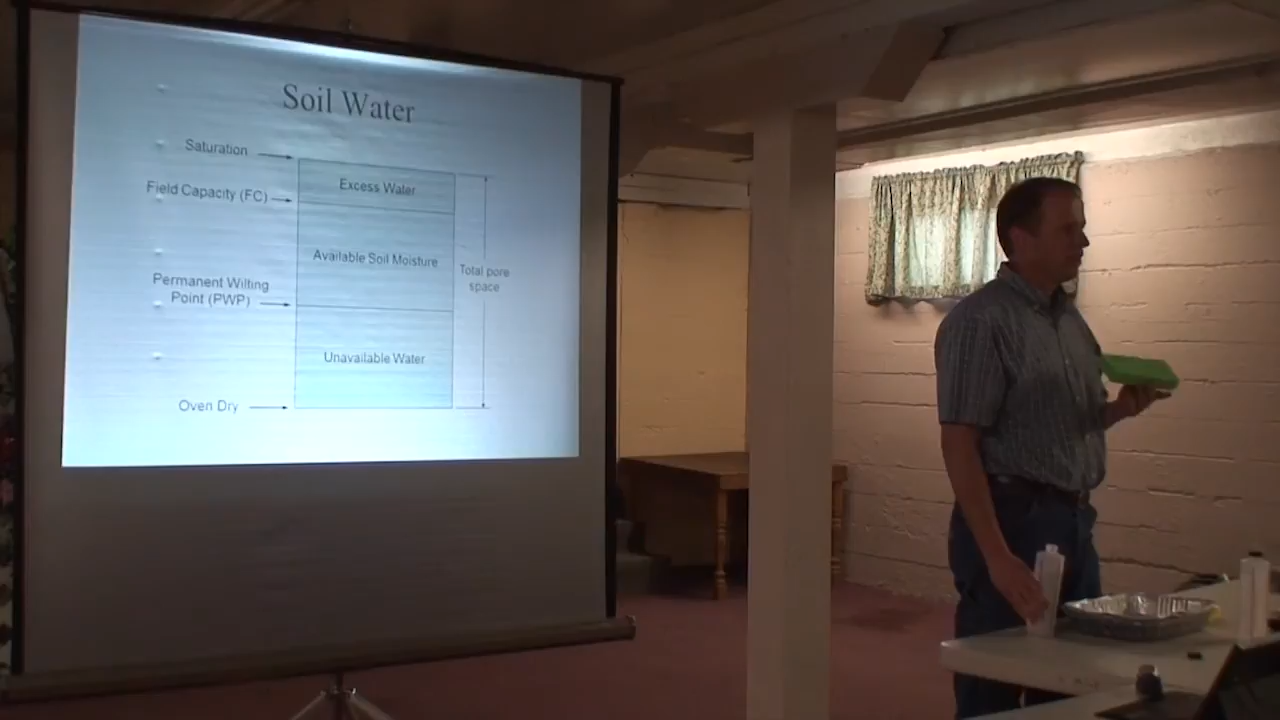 Soil Water
Saturation
Excess Water
Field Capacity (FC)
Available Soil Moisture
Total pore
space
Permanent Wilting
Point (PWP)
Unavailable Water
Oven Dry